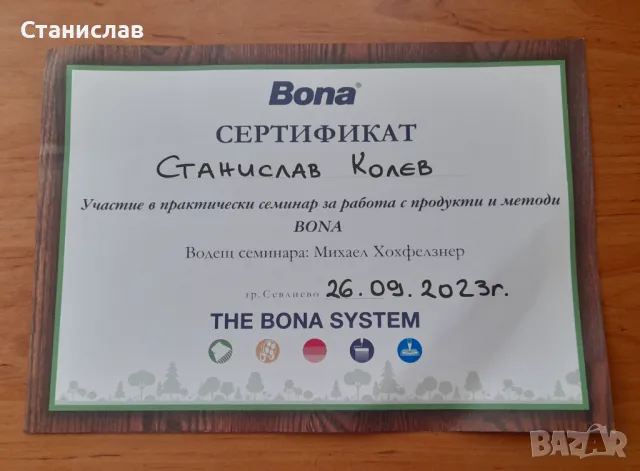 Станислав
Bona®
СЕРТИФИКАТ
СТАНИСЛАВ КОЛЕВ
Участие в практически семинар за работа с продукти и методи
BONA
Водещ семинара: Михаел Хохфелзнер
гр. Севлиево 26.09.2023г.
THE BONA SYSTEM
BAZAR